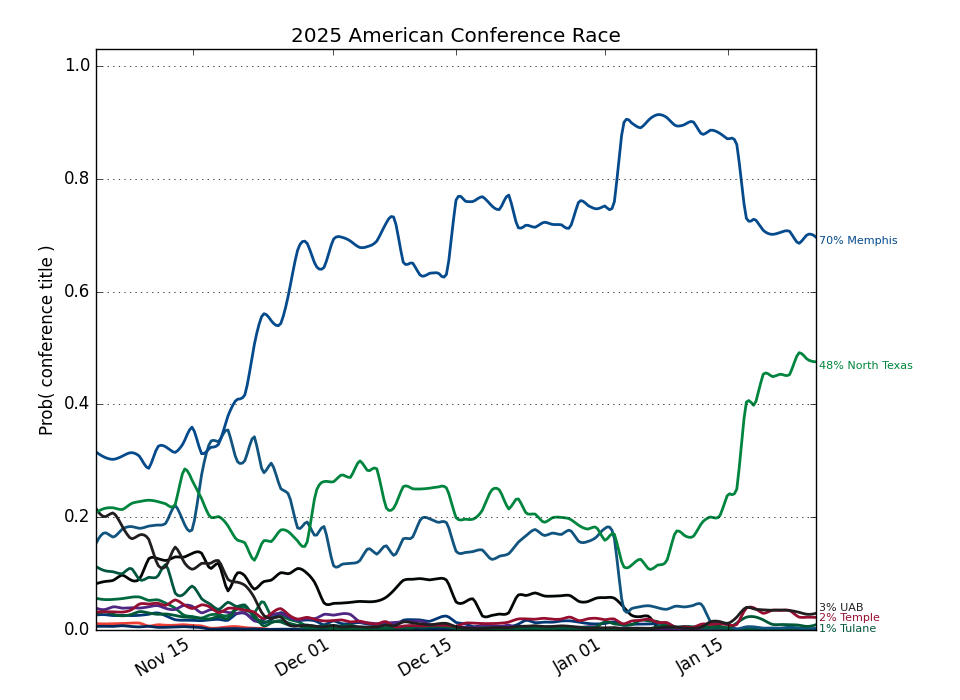 2025 American Conference Race
Prob( conference title )
1.0
0.8
0.6
0.4
0.2
0.0
Nov 15
Dec 01
Dec 15
Jan 01
Jan 15
70% Memphis
48% North Texas
3% UAB
2% Temple
1% Tulane